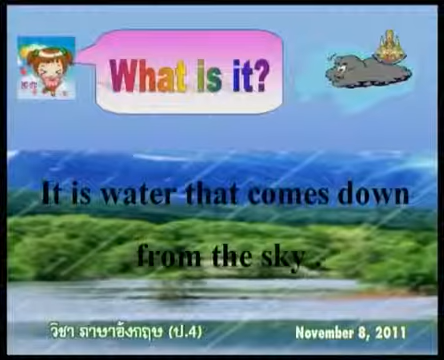 What is it?
It is water that comes down
from the sky .
วิชา ภาษาอังกฤษ (ป.4)
November 8, 2011